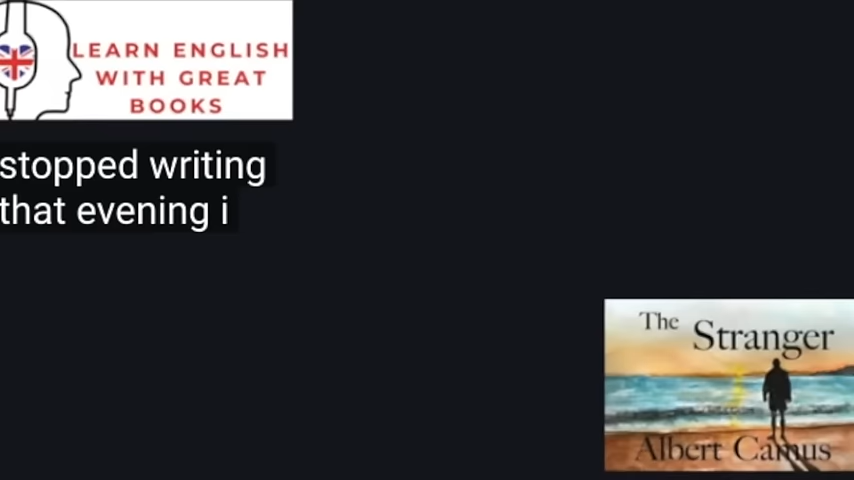 LEARN ENGLISH
WITH GREAT
BOOKS
stopped writing
that evening i
The Stranger
Albert Camus